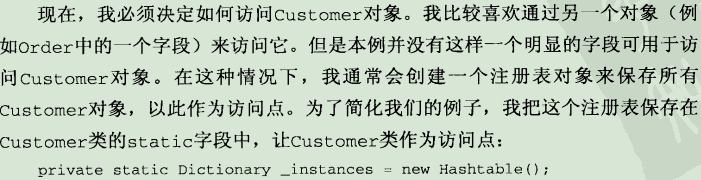 现在，我必须决定如何访问Customer对象。我比较喜欢通过另一个对象（例
如Order中的一个字段）来访问它。但是本例并没有这样一个明显的字段可用于访
问Customer对象。在这种情况下，我通常会创建一个注册表对象来保存所有
Customer对象，以此作为访问点。为了简化我们的例子，我把这个注册表保存在
Customer类的static字段中，让Customer类作为访问点：
private static Dictionary _instances = new Hashtable();